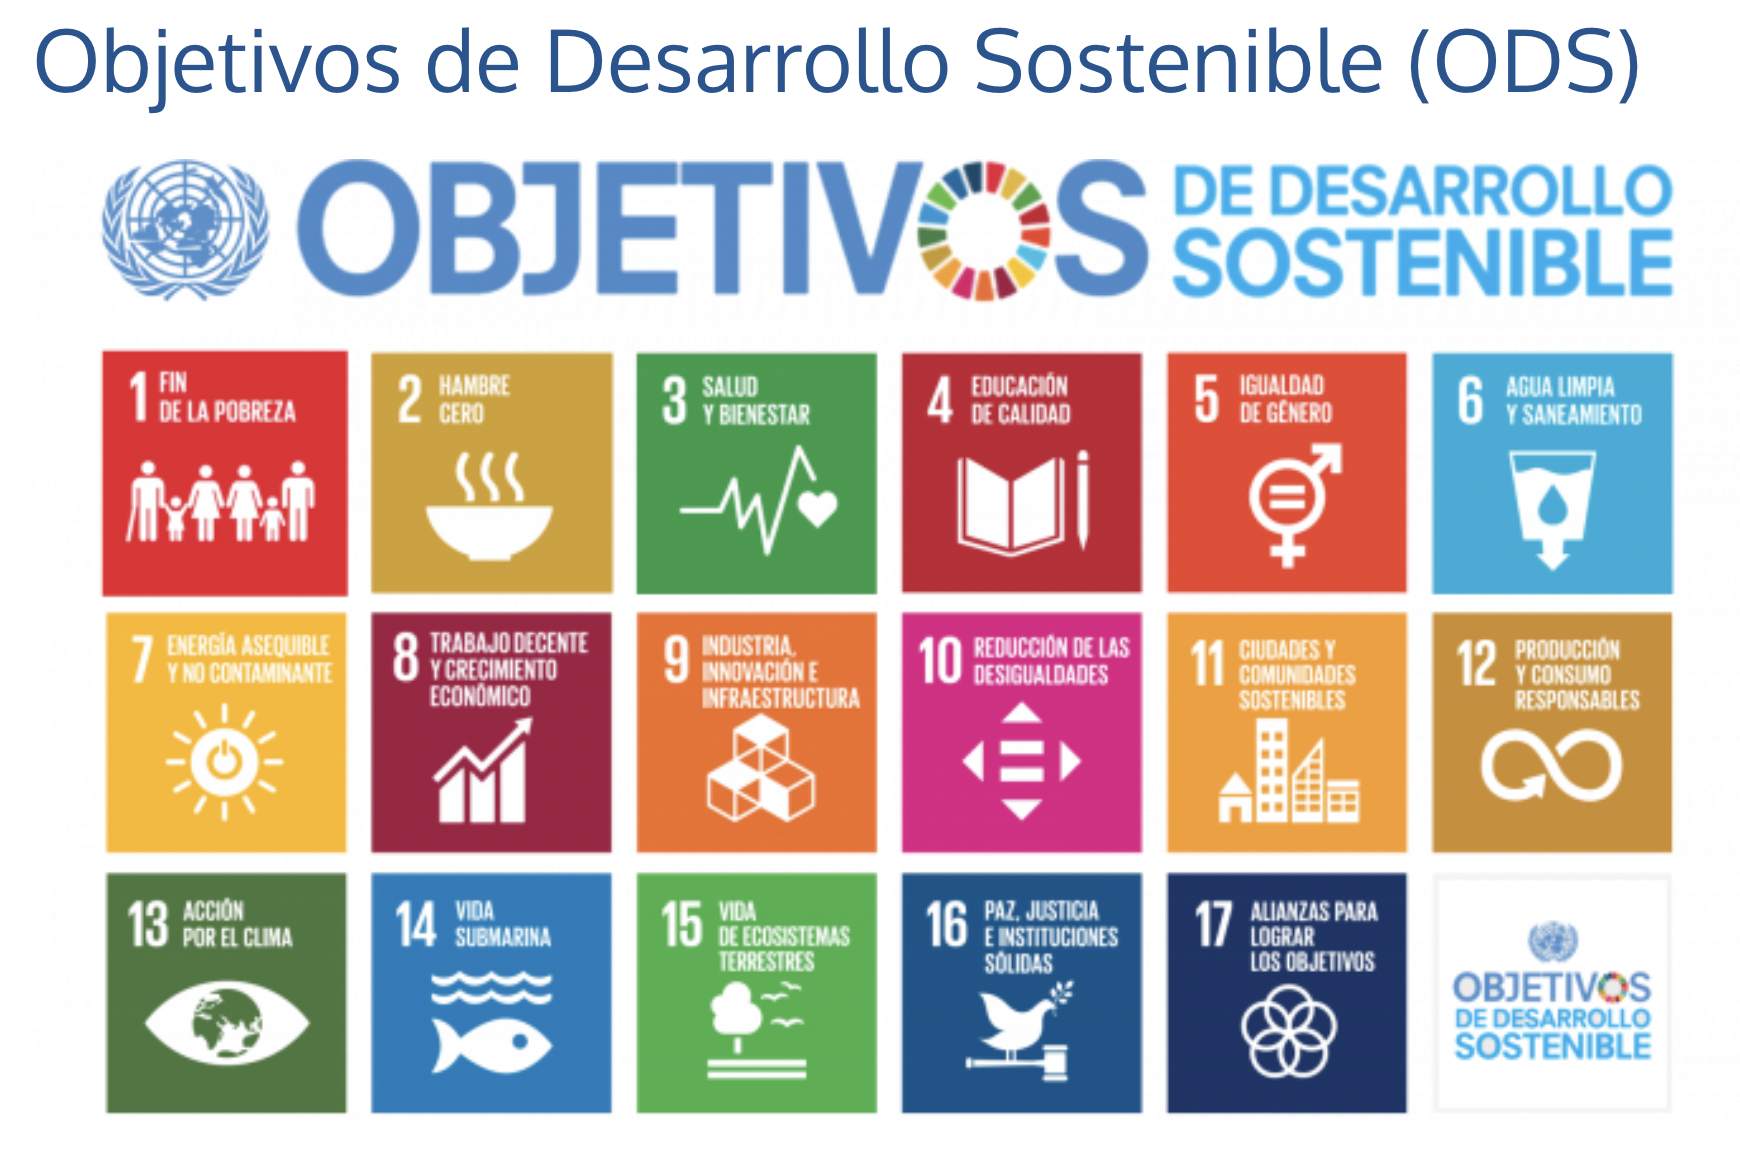 Objetivos de Desarrollo Sostenible (ODS)
OBJETIVOS
DE DESARROLLO
SOSTENIBLE
1 FIN
DE LA POBREZA
2 HAMBRE
CERO
3 SALUD
Y BIENESTAR
4 EDUCACIÓN
DE CALIDAD
5 IGUALDAD
DE GÉNERO
6 AGUA LIMPIA
Y SANEAMIENTO
7 ENERGÍA ASEQUIBLE
Y NO CONTAMINANTE
8 TRABAJO DECENTE
Y CRECIMIENTO
ECONÓMICO
9 INDUSTRIA,
INNOVACIÓN E
INFRAESTRUCTURA
10 REDUCCIÓN DE LAS
DESIGUALDADES
11 CIUDADES Y
COMUNIDADES
SOSTENIBLES
12 PRODUCCIÓN
Y CONSUMO
RESPONSABLES
13 ACCIÓN
POR EL CLIMA
14 VIDA
SUBMARINA
15 VIDA
DE ECOSISTEMAS
TERRESTRES
16 PAZ, JUSTICIA
E INSTITUCIONES
SÓLIDAS
17 ALIANZAS PARA
LOGRAR
LOS OBJETIVOS
OBJETIVOS
DE DESARROLLO
SOSTENIBLE